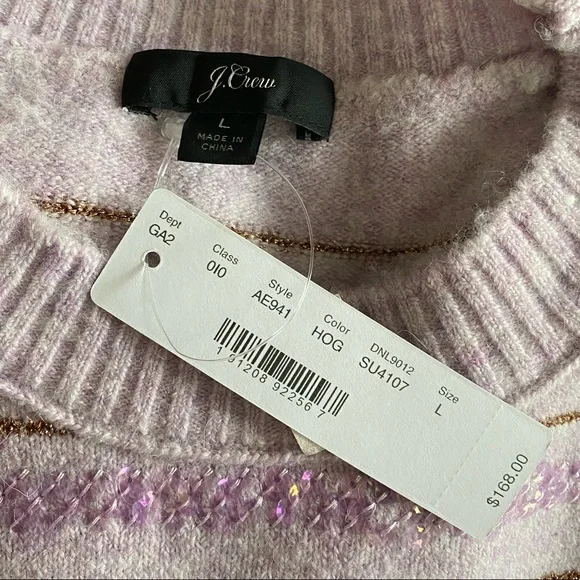 J.Crew
L
MADE IN
CHINA
Dept Class Style Color DNL9012 Size
GA2 0I0 AE941 HOG SU4107 L
1 91208 92256 7
$168.00